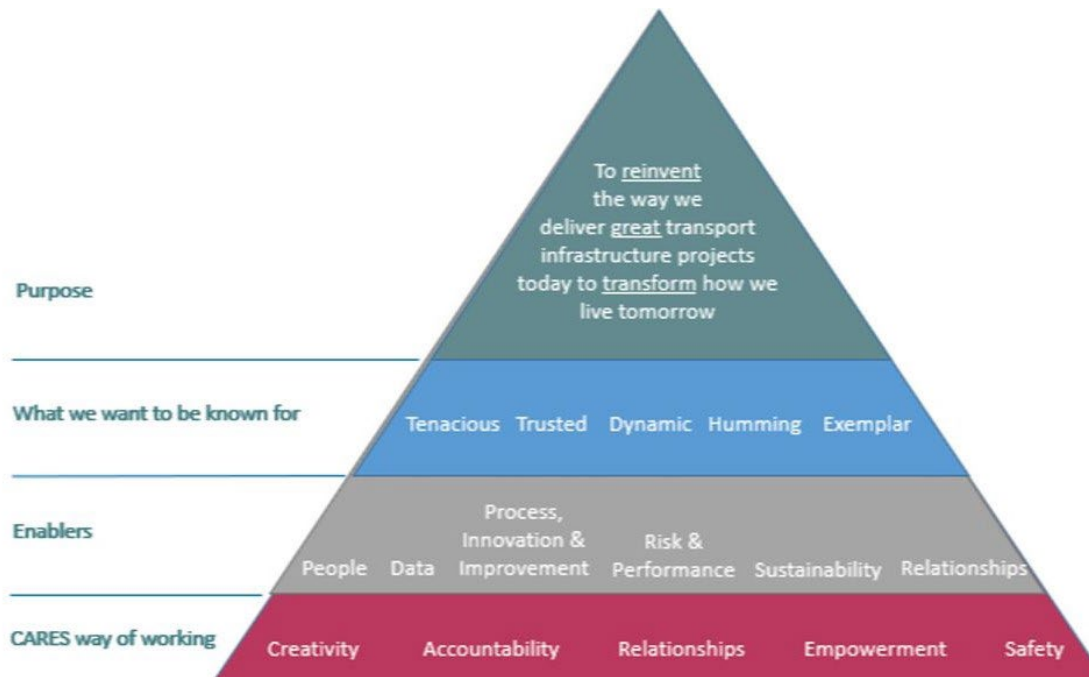 To reinvent
the way we
deliver great transport
infrastructure projects
today to transform how we
live tomorrow
Purpose
What we want to be known for
Tenacious Trusted Dynamic Humming Exemplar
Enablers
People Data Process,
Innovation &
Improvement Risk &
Performance Sustainability Relationships
CARES way of working
Creativity Accountability Relationships Empowerment Safety